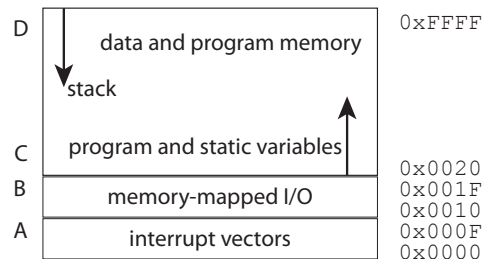 D
data and program memory
0xFFFF
stack
C
program and static variables
0x0020
B
memory-mapped I/O
0x001F
0x0010
A
interrupt vectors
0x000F
0x0000